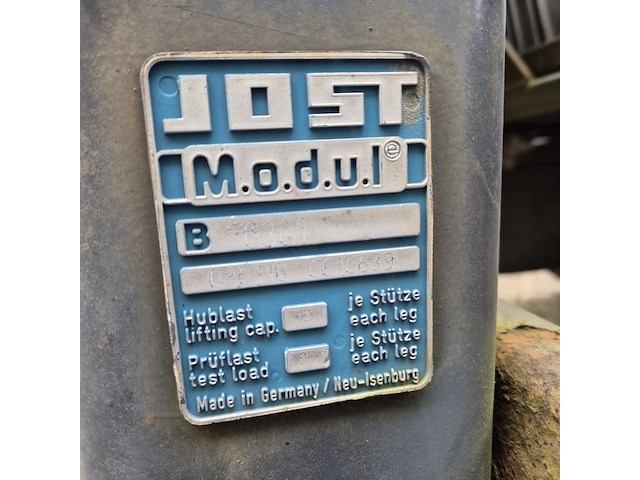 JOST
M.o.d.u.l e
B
Hublast je Stütze
lifting cap. each leg
Prüflast je Stütze
test load each leg
Made in Germany / Neu-Isenburg